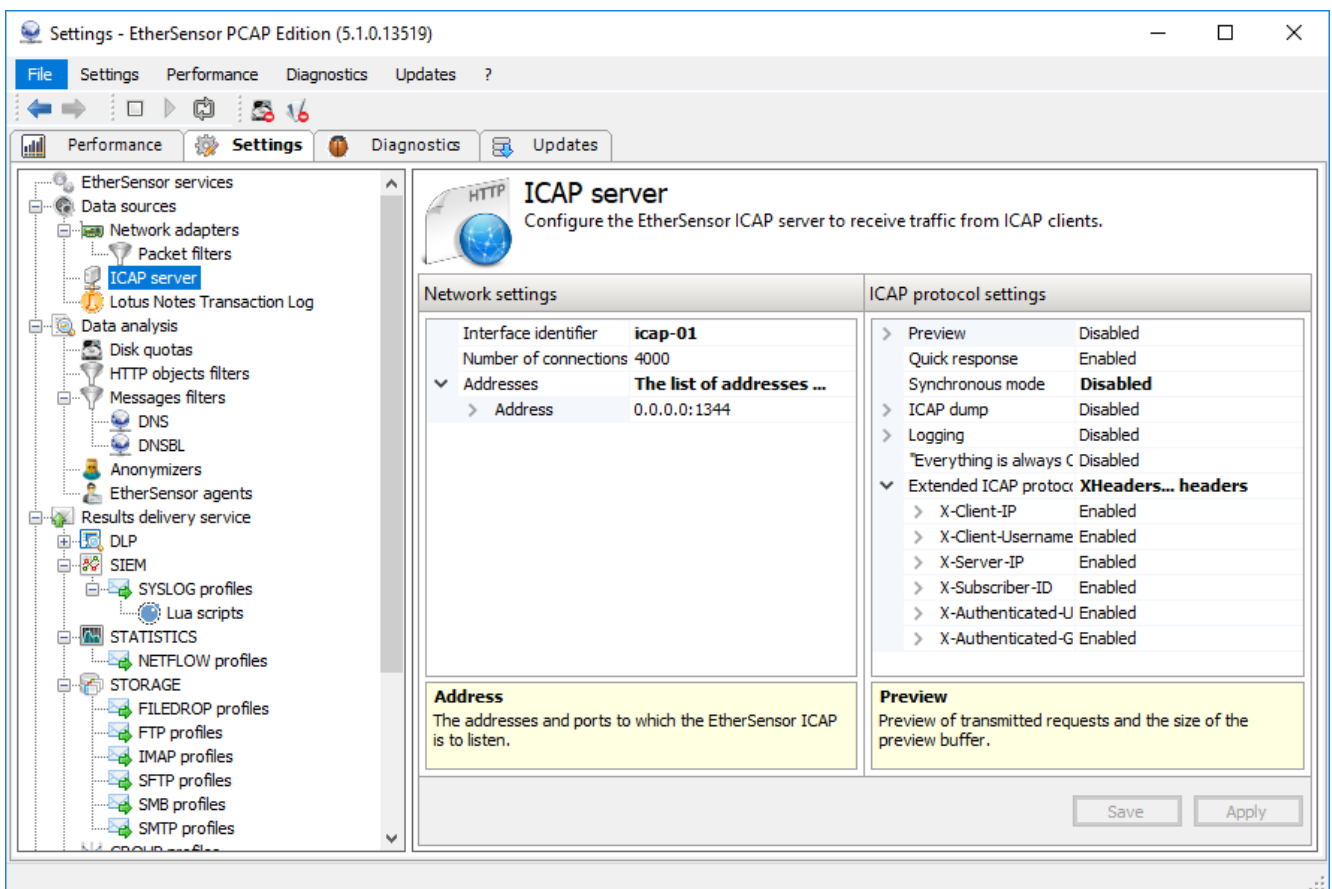 Settings - EtherSensor PCAP Edition (5.1.0.13519)
File Settings Performance Diagnostics Updates ?
Performance Settings Diagnostics Updates
EtherSensor services
Data sources
Network adapters
Packet filters
ICAP server
Lotus Notes Transaction Log
Data analysis
Disk quotas
HTTP objects filters
Messages filters
DNS
DNSBL
Anonymizers
EtherSensor agents
Results delivery service
DLP
SIEM
SYSLOG profiles
Lua scripts
STATISTICS
NETFLOW profiles
STORAGE
FILEDROP profiles
FTP profiles
IMAP profiles
SFTP profiles
SMB profiles
SMTP profiles
HTTP
ICAP server
Configure the EtherSensor ICAP server to receive traffic from ICAP clients.
Network settings
Interface identifier icap-01
Number of connections 4000
Addresses The list of addresses ...
Address 0.0.0.0:1344
Address
The addresses and ports to which the EtherSensor ICAP
is to listen.
ICAP protocol settings
Preview Disabled
Quick response Enabled
Synchronous mode Disabled
ICAP dump Disabled
Logging Disabled
"Everything is always Disabled
Extended ICAP protoc XHeaders... headers
X-Client-IP Enabled
X-Client-Username Enabled
X-Server-IP Enabled
X-Subscriber-ID Enabled
X-Authenticated-U Enabled
X-Authenticated-G Enabled
Preview
Preview of transmitted requests and the size of the
preview buffer.
Save Apply